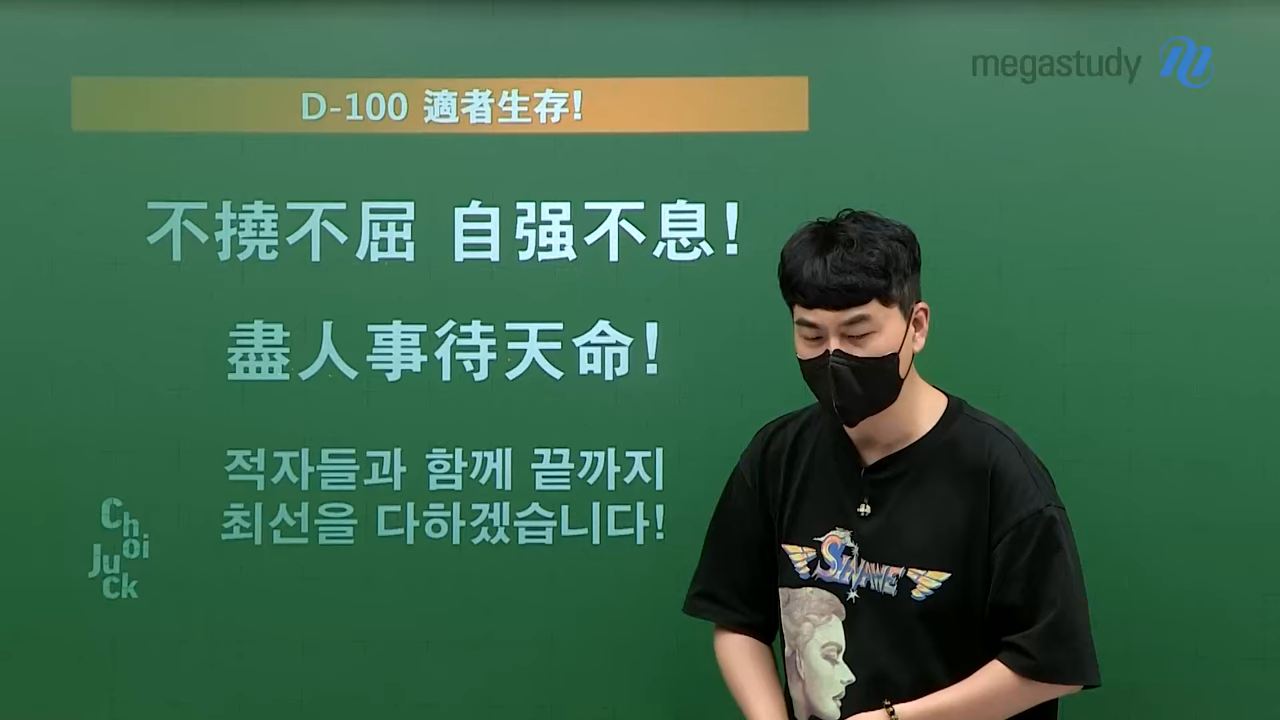 megastudy
D-100 適者生存!
不撓不屈 自强不息!
盡人事待天命!
적자들과 함께 끝까지
최선을 다하겠습니다!
Choi
Ju
Ck